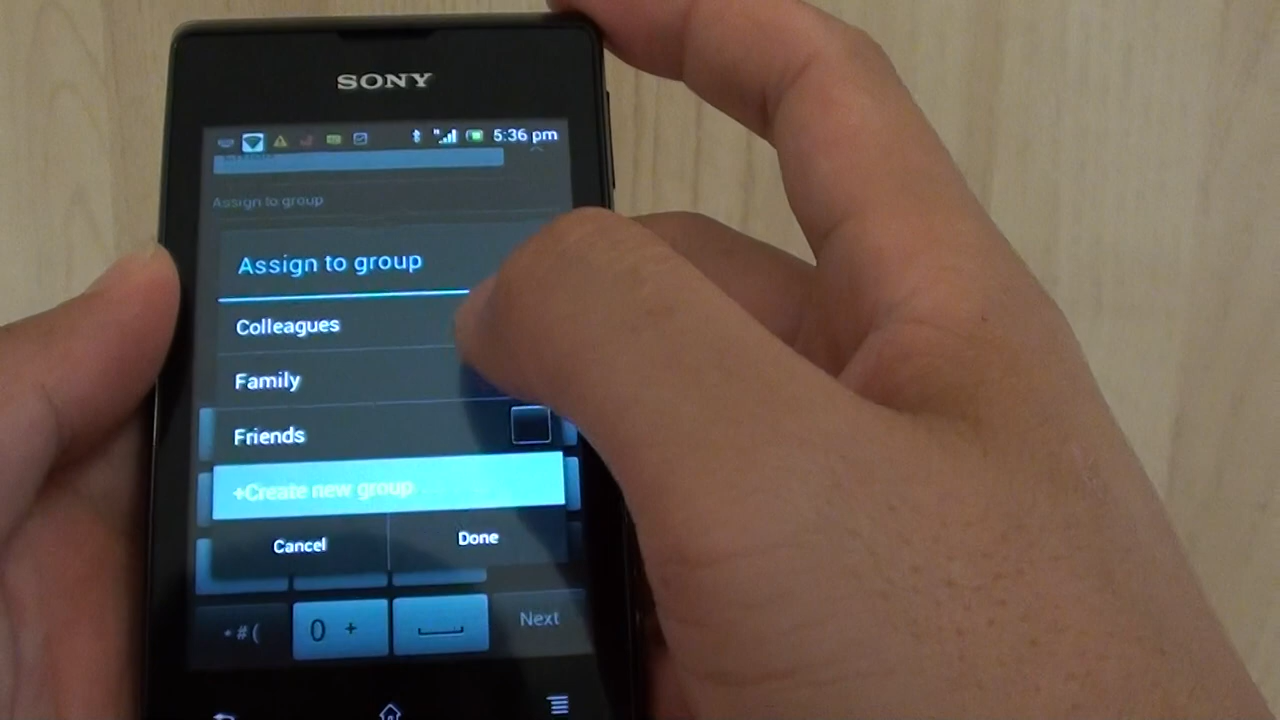 SONY
5:36 pm
Assign to group
Assign to group
Colleagues
Family
Friends
+Create new group
Cancel
Done
*#(
0 +
Next